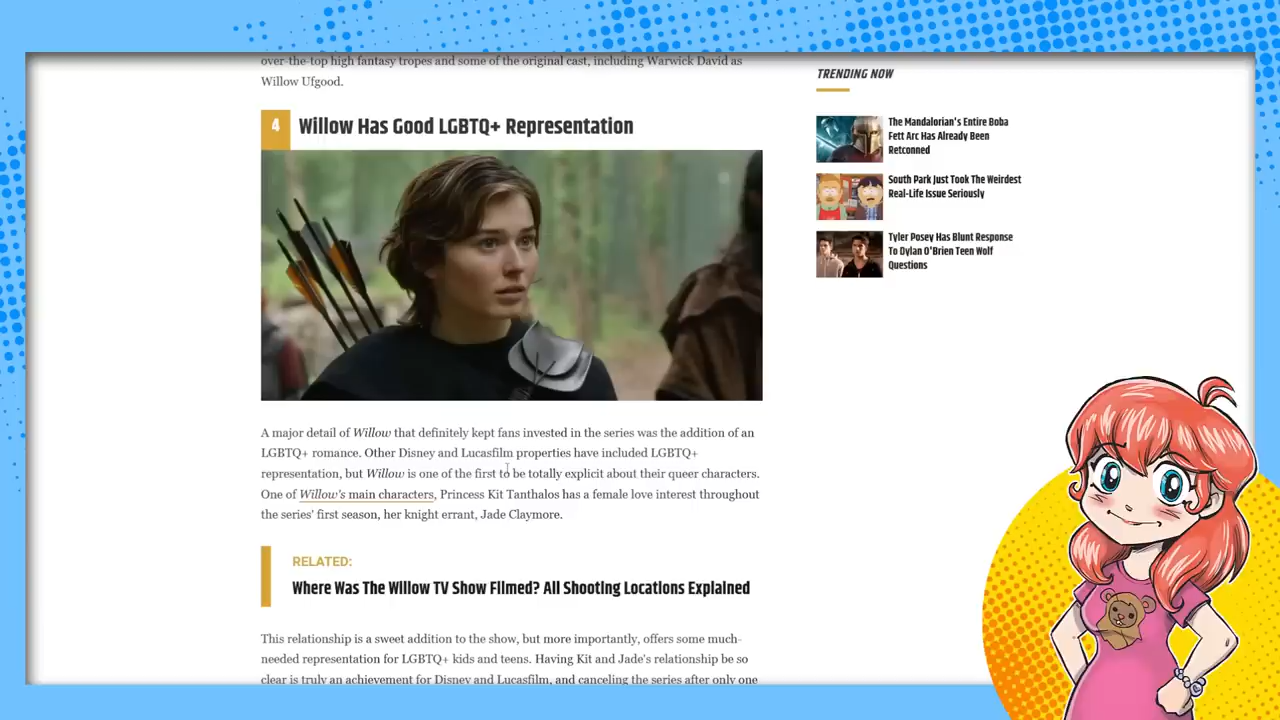 over-the-top high fantasy tropes and some of the original cast, including Warwick David as
Willow Ufgood.
4
Willow Has Good LGBTQ+ Representation
A major detail of Willow that definitely kept fans invested in the series was the addition of an
LGBTQ+ romance. Other Disney and Lucasfilm properties have included LGBTQ+
representation, but Willow is one of the first to be totally explicit about their queer characters.
One of Willow's main characters, Princess Kit Tanthalos has a female love interest throughout
the series' first season, her knight errant, Jade Claymore.
RELATED:
Where Was The Willow TV Show Filmed? All Shooting Locations Explained
This relationship is a sweet addition to the show, but more importantly, offers some much-
needed representation for LGBTQ+ kids and teens. Having Kit and Jade's relationship be so
clear is truly an achievement for Disney and Lucasfilm, and canceling the series after only one
TRENDING NOW
The Mandalorian's Entire Boba
Fett Arc Has Already Been
Retconned
South Park Just Took The Weirdest
Real-Life Issue Seriously
Tyler Posey Has Blunt Response
To Dylan O'Brien Teen Wolf
Questions